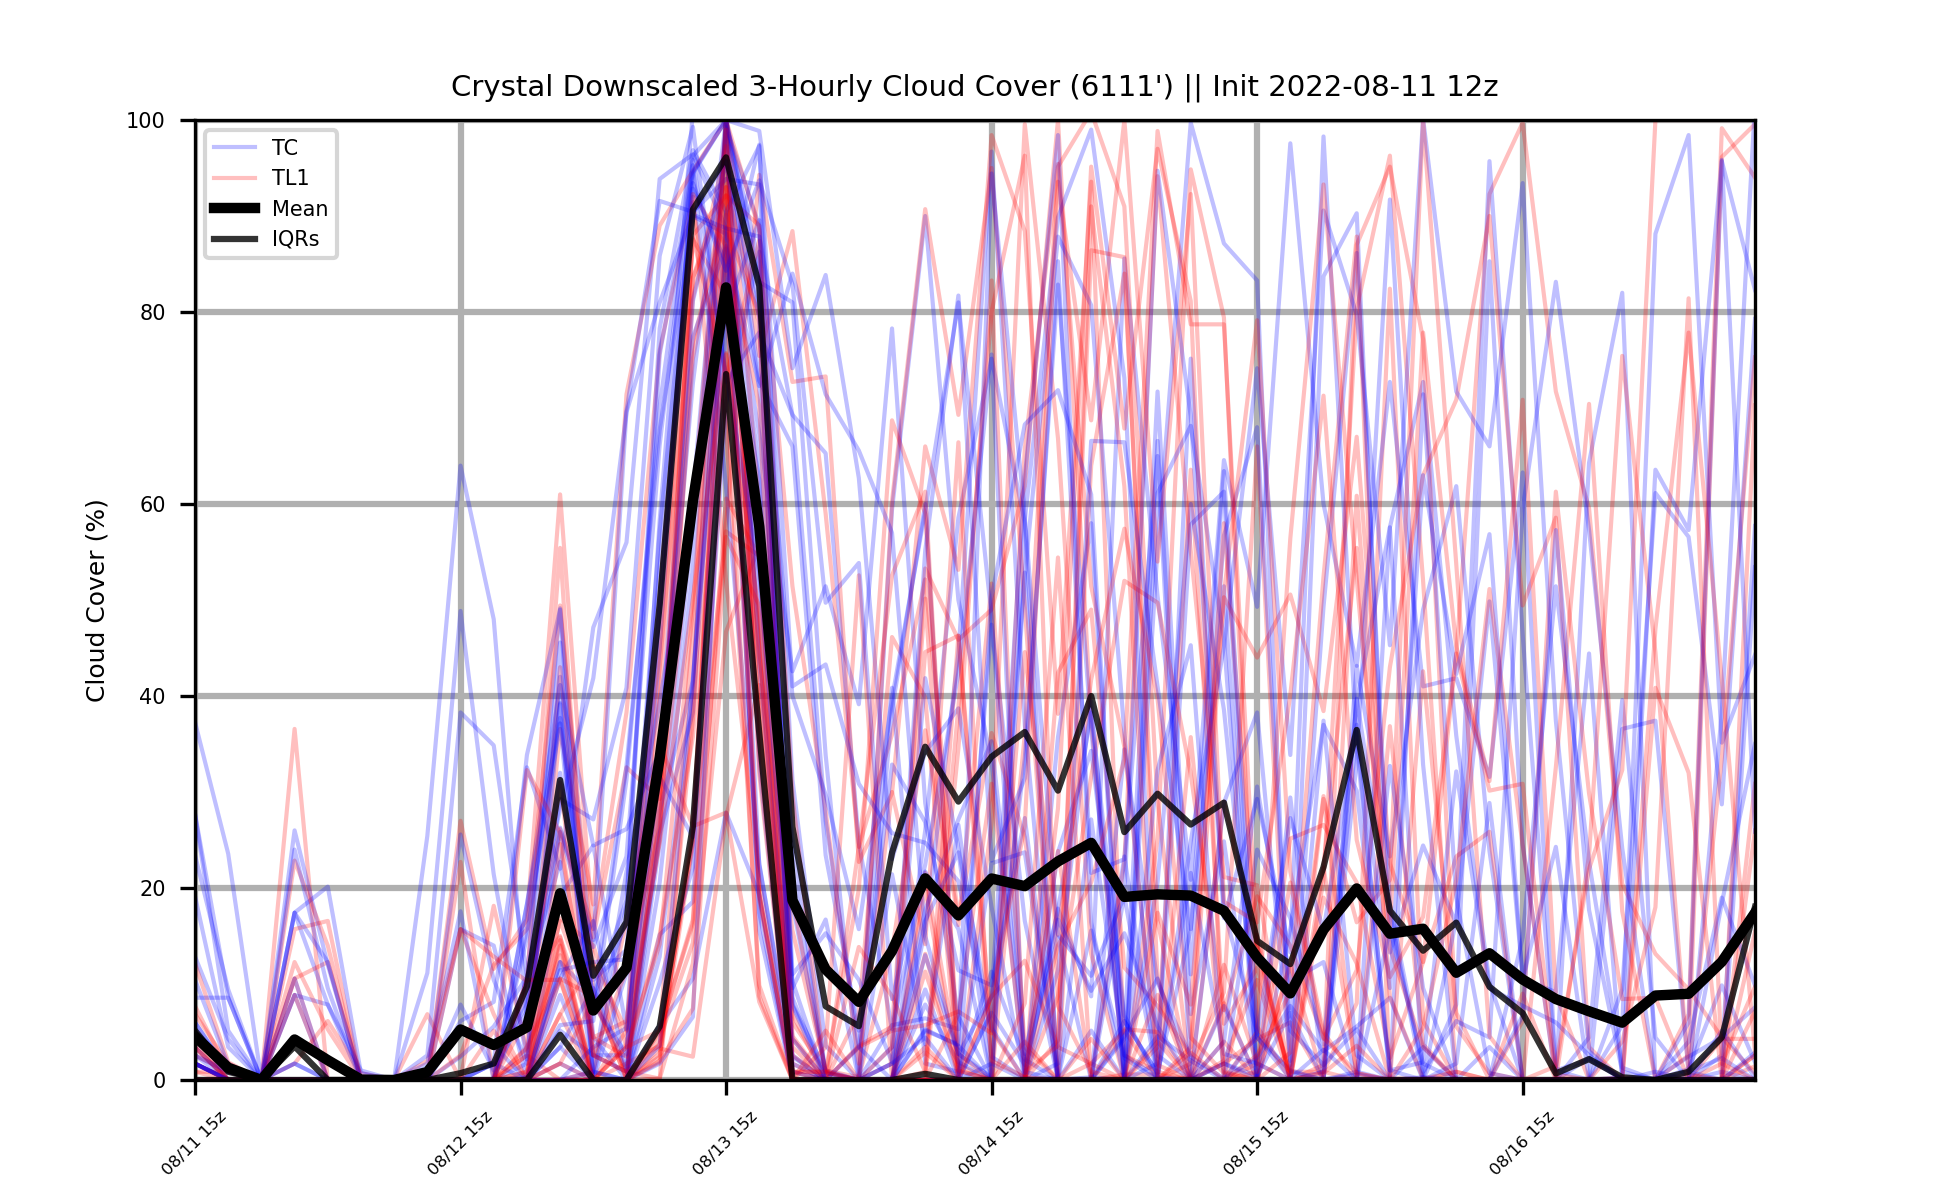 Crystal Downscaled 3-Hourly Cloud Cover (6111') || Init 2022-08-11 12z
TC
TL1
Mean
IQRs
Cloud Cover (%)
100
80
60
40
20
0
08/11 15z
08/12 15z
08/13 15z
08/14 15z
08/15 15z
08/16 15z